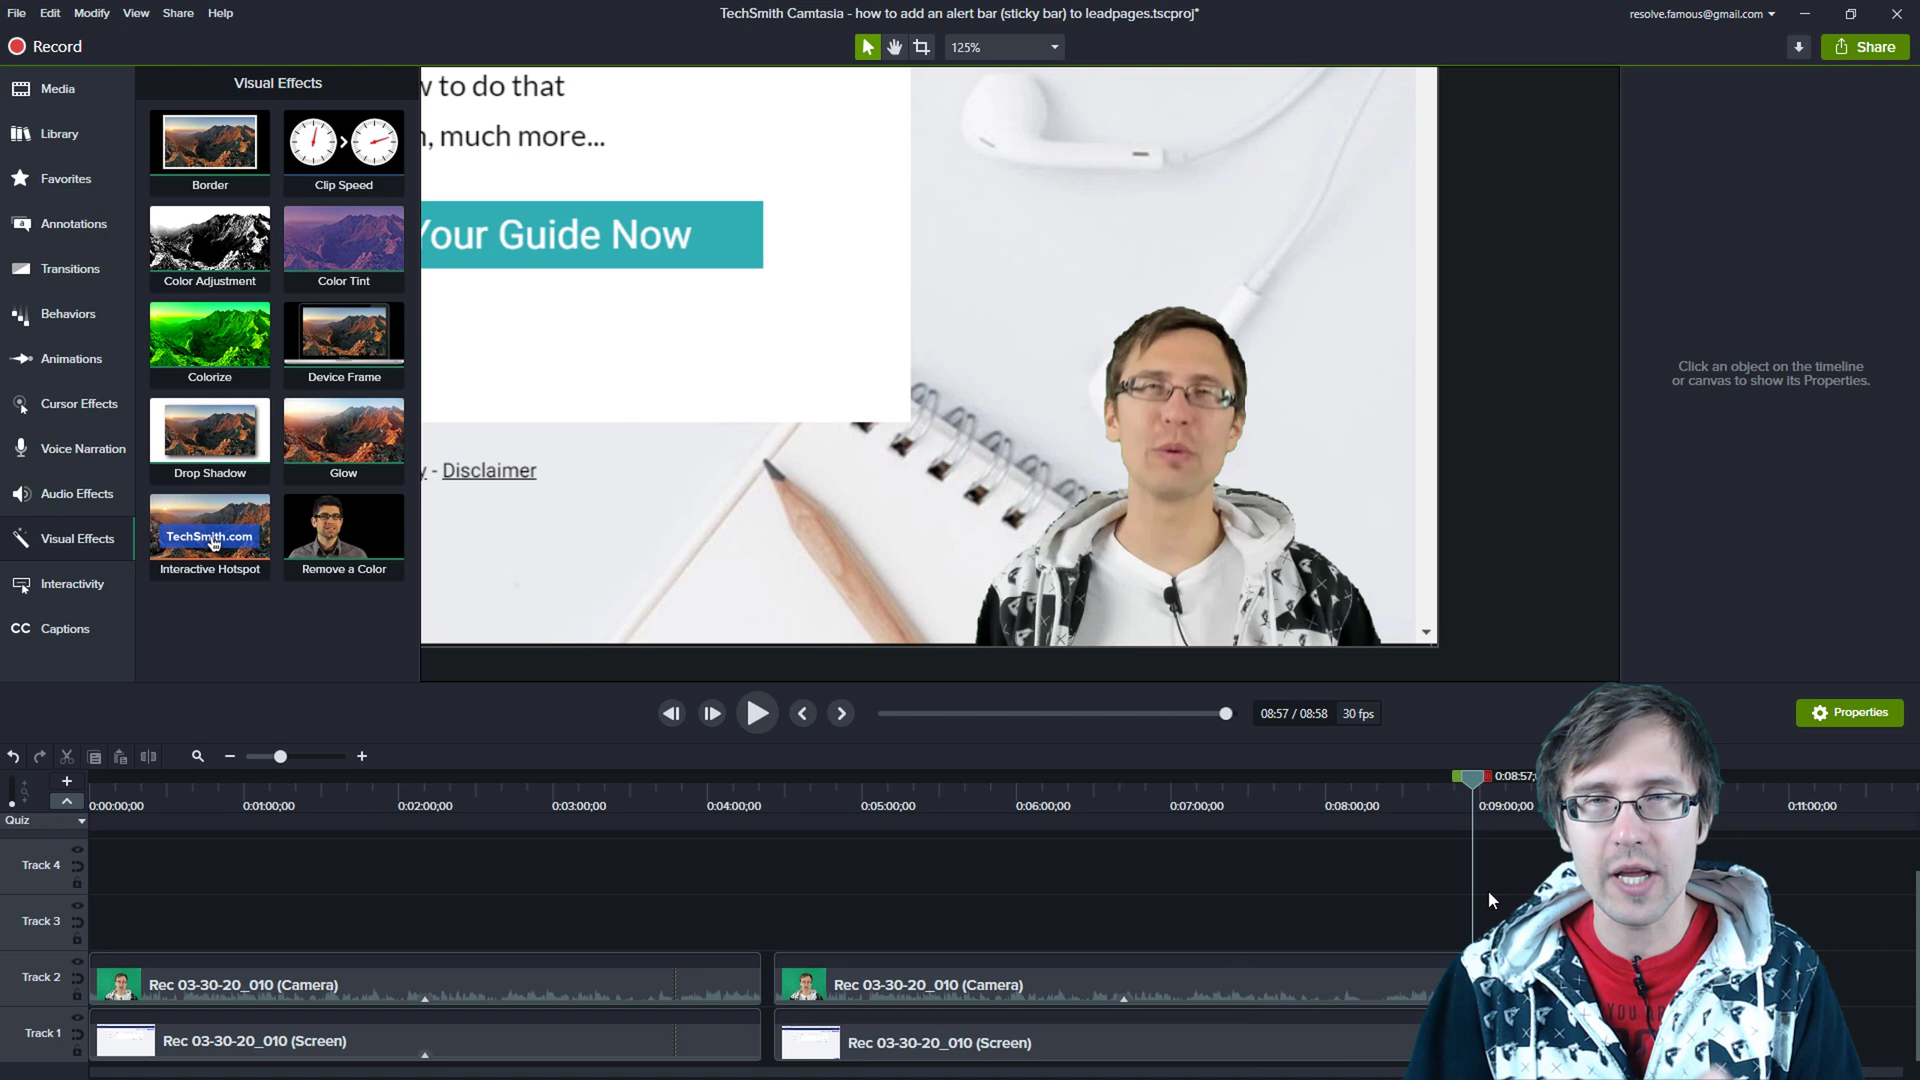 File Edit Modify View Share Help
TechSmith Camtasia - how to add an alert bar (sticky bar) to leadpages.tscproj*
resolve.famous@gmail.com
Record
125%
Share
Media
Library
Favorites
Annotations
Transitions
Behaviors
Animations
Cursor Effects
Voice Narration
Audio Effects
Visual Effects
Interactivity
CC Captions
Visual Effects
Border
Clip Speed
Color Adjustment
Color Tint
Colorize
Device Frame
Drop Shadow
Glow
TechSmith.com
Interactive Hotspot
Remove a Color
to do that
much more...
Your Guide Now
- Disclaimer
Click an object on the timeline
or canvas to show its Properties.
08:57 / 08:58 30 fps
Properties
0:08:57;
0:00:00;00 0:01:00;00 0:02:00;00 0:03:00;00 0:04:00;00 0:05:00;00 0:06:00;00 0:07:00;00 0:08:00;00 0:09:00;00 0:11:00;00
Quiz
Track 4
Track 3
Track 2
Rec 03-30-20_010 (Camera)
Rec 03-30-20_010 (Camera)
Track 1
Rec 03-30-20_010 (Screen)
Rec 03-30-20_010 (Screen)